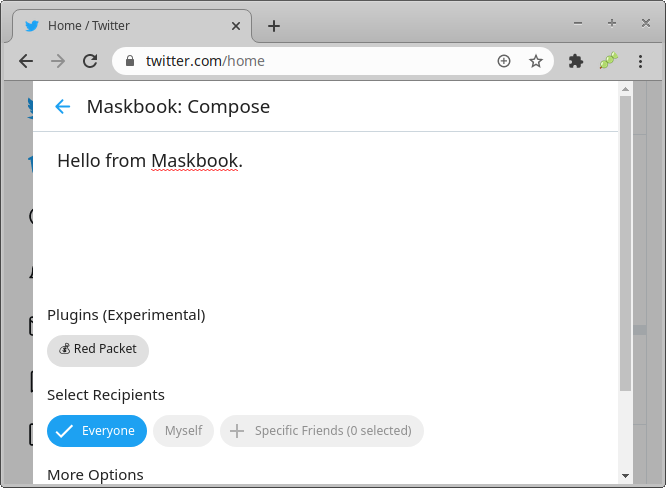 Home / Twitter
twitter.com/home
Maskbook: Compose
Hello from Maskbook.
Plugins (Experimental)
💰 Red Packet
Select Recipients
Everyone Myself Specific Friends (0 selected)
More Options